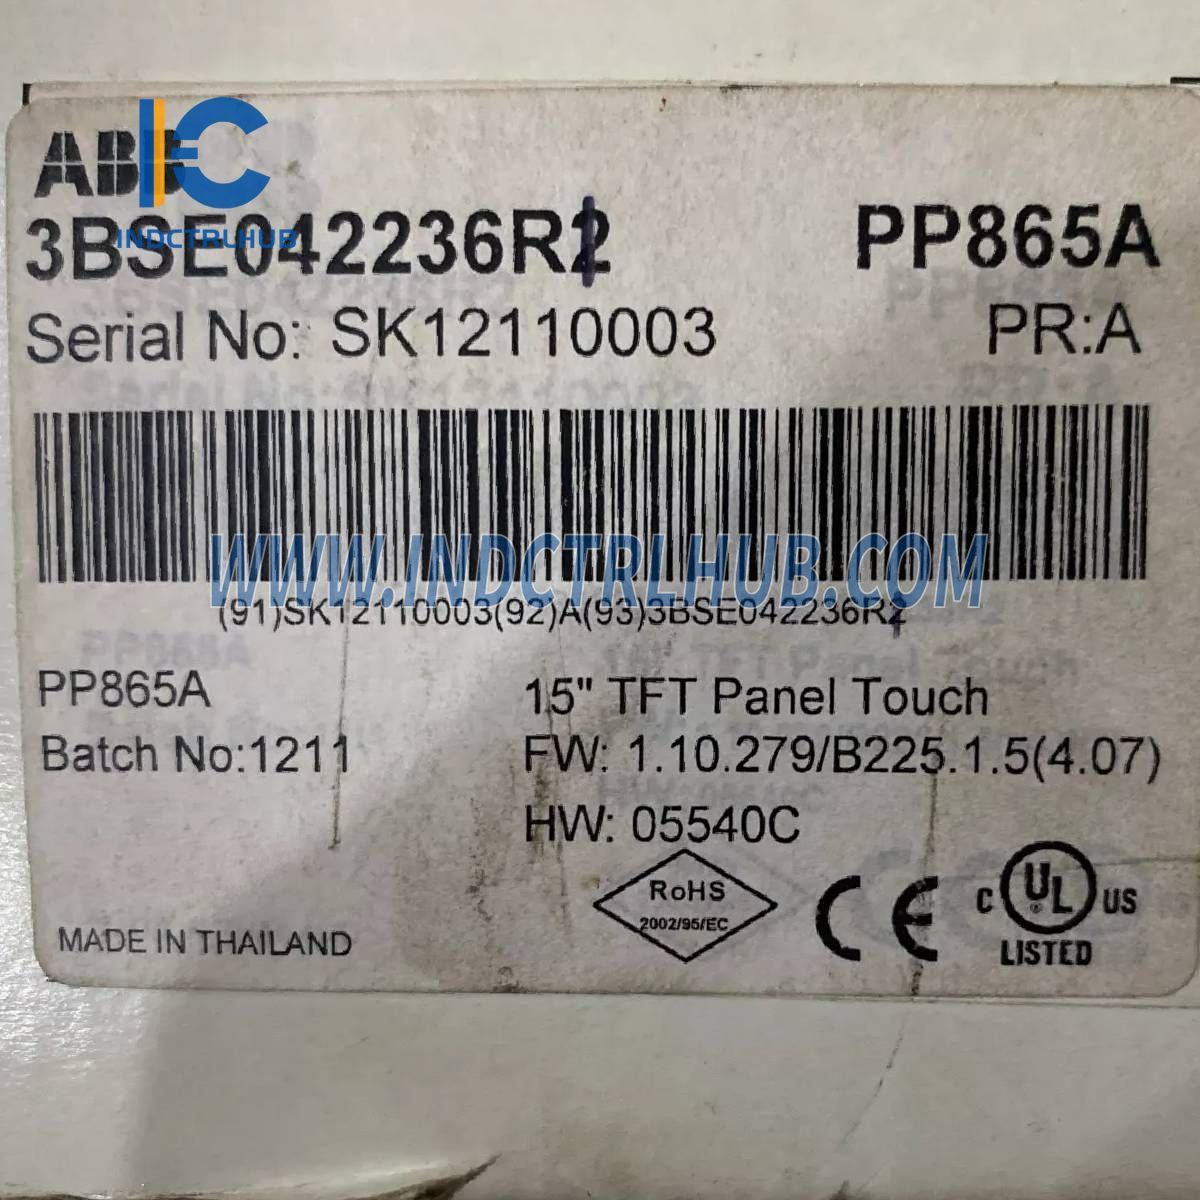 ABB
IC
INDCTRLHUB
3BSE042236R2 PP865A
Serial No: SK12110003 PR:A
WWW.INDCTRLHUB.COM
(91)SK12110003(92)A(93)3BSE042236R2
PP865A 15" TFT Panel Touch
Batch No:1211 FW: 1.10.279/B225.1.5(4.07)
HW: 05540C
RoHS
2002/95/EC
CE
C UL US
LISTED
MADE IN THAILAND